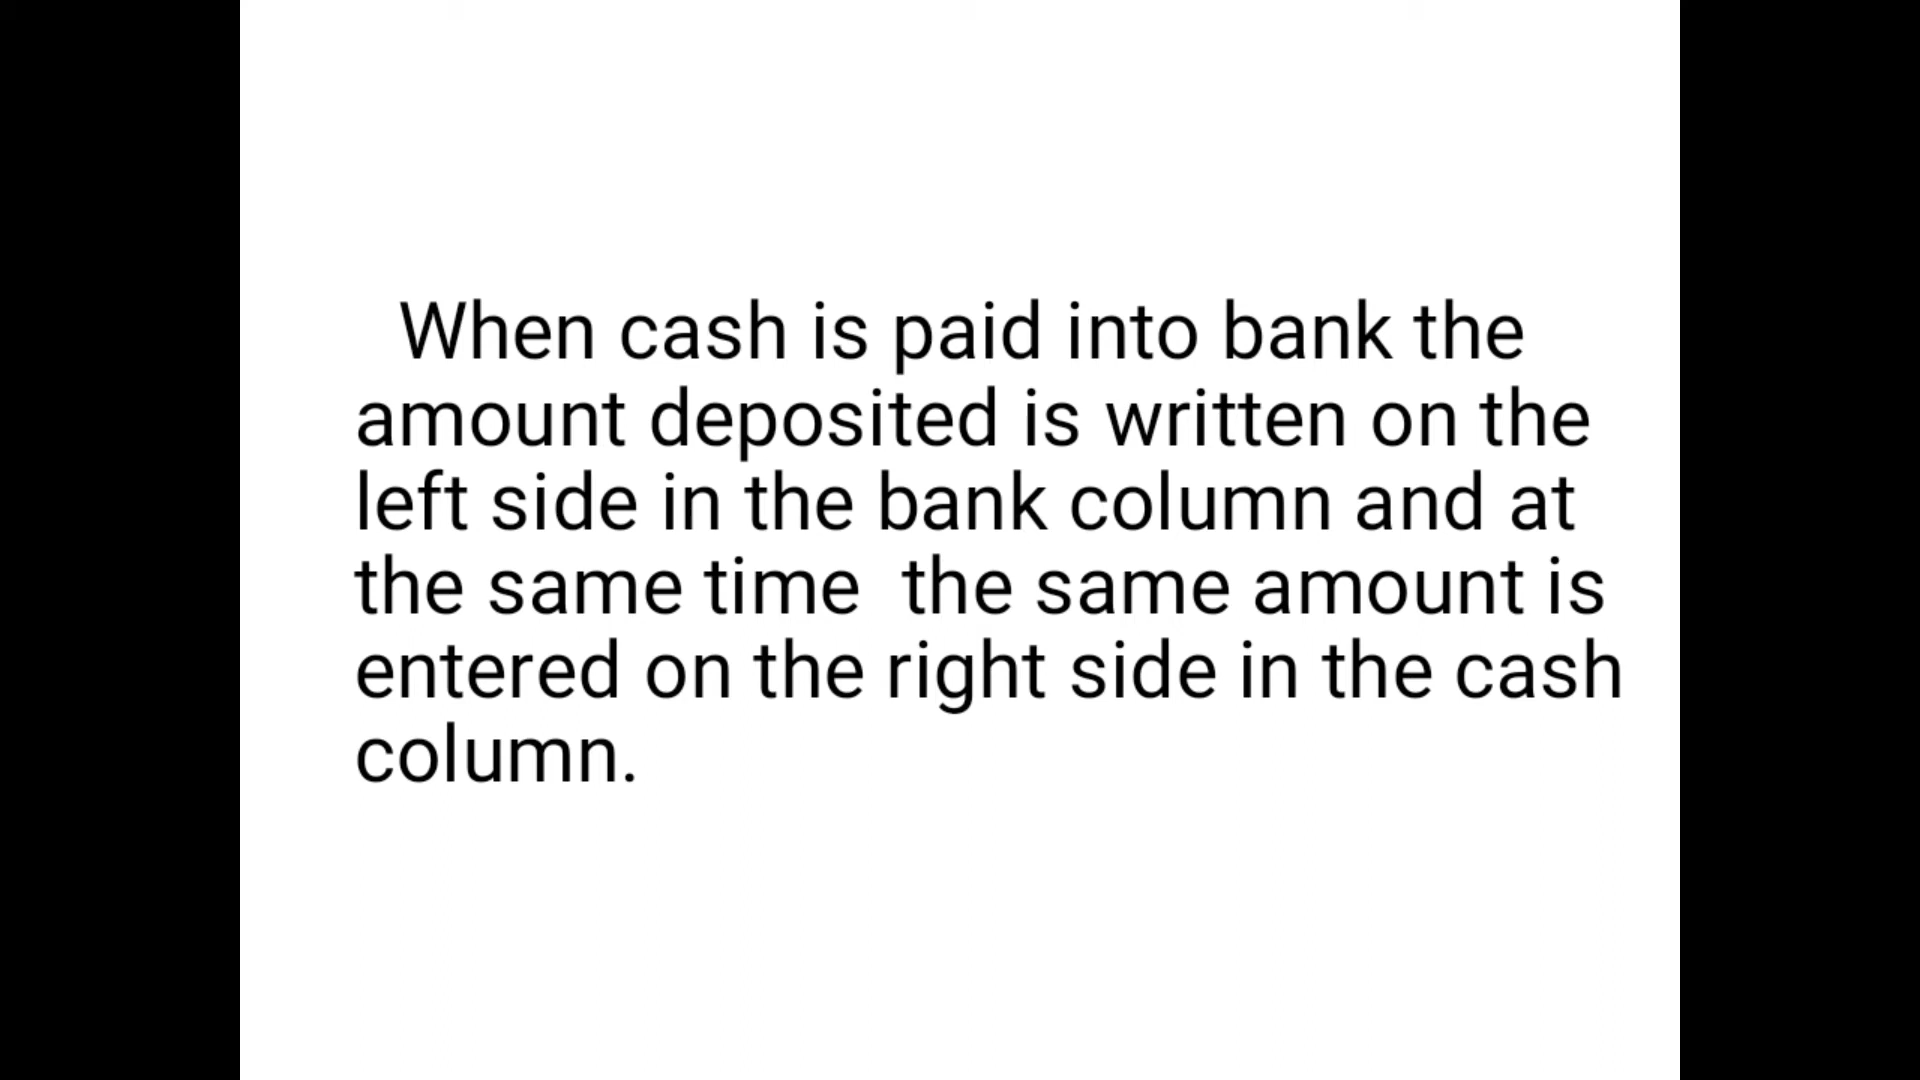 When cash is paid into bank the
amount deposited is written on the
left side in the bank column and at
the same time  the same amount is
entered on the right side in the cash
column.